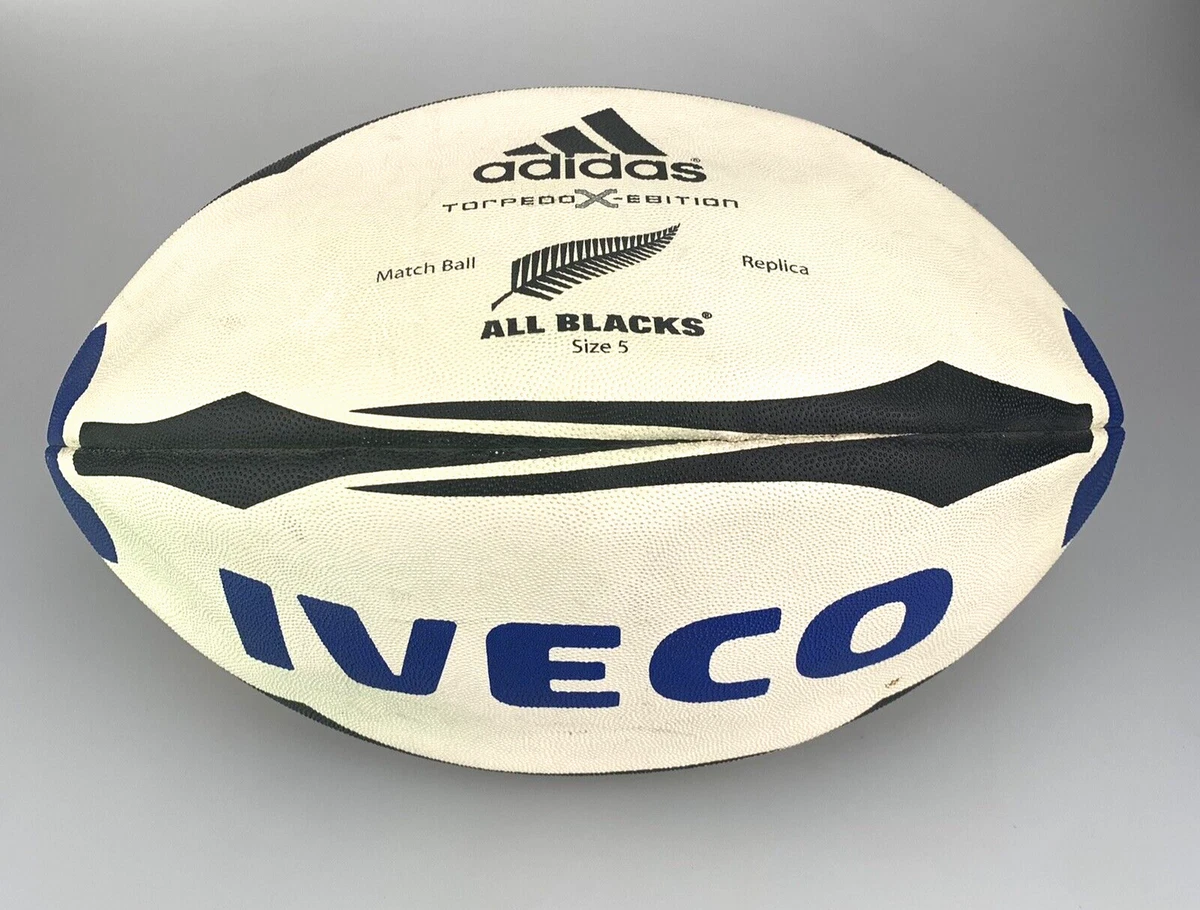 adidas®
TORPEDO X-EBITION
Match Ball Replica
ALL BLACKS®
Size 5
IVECO